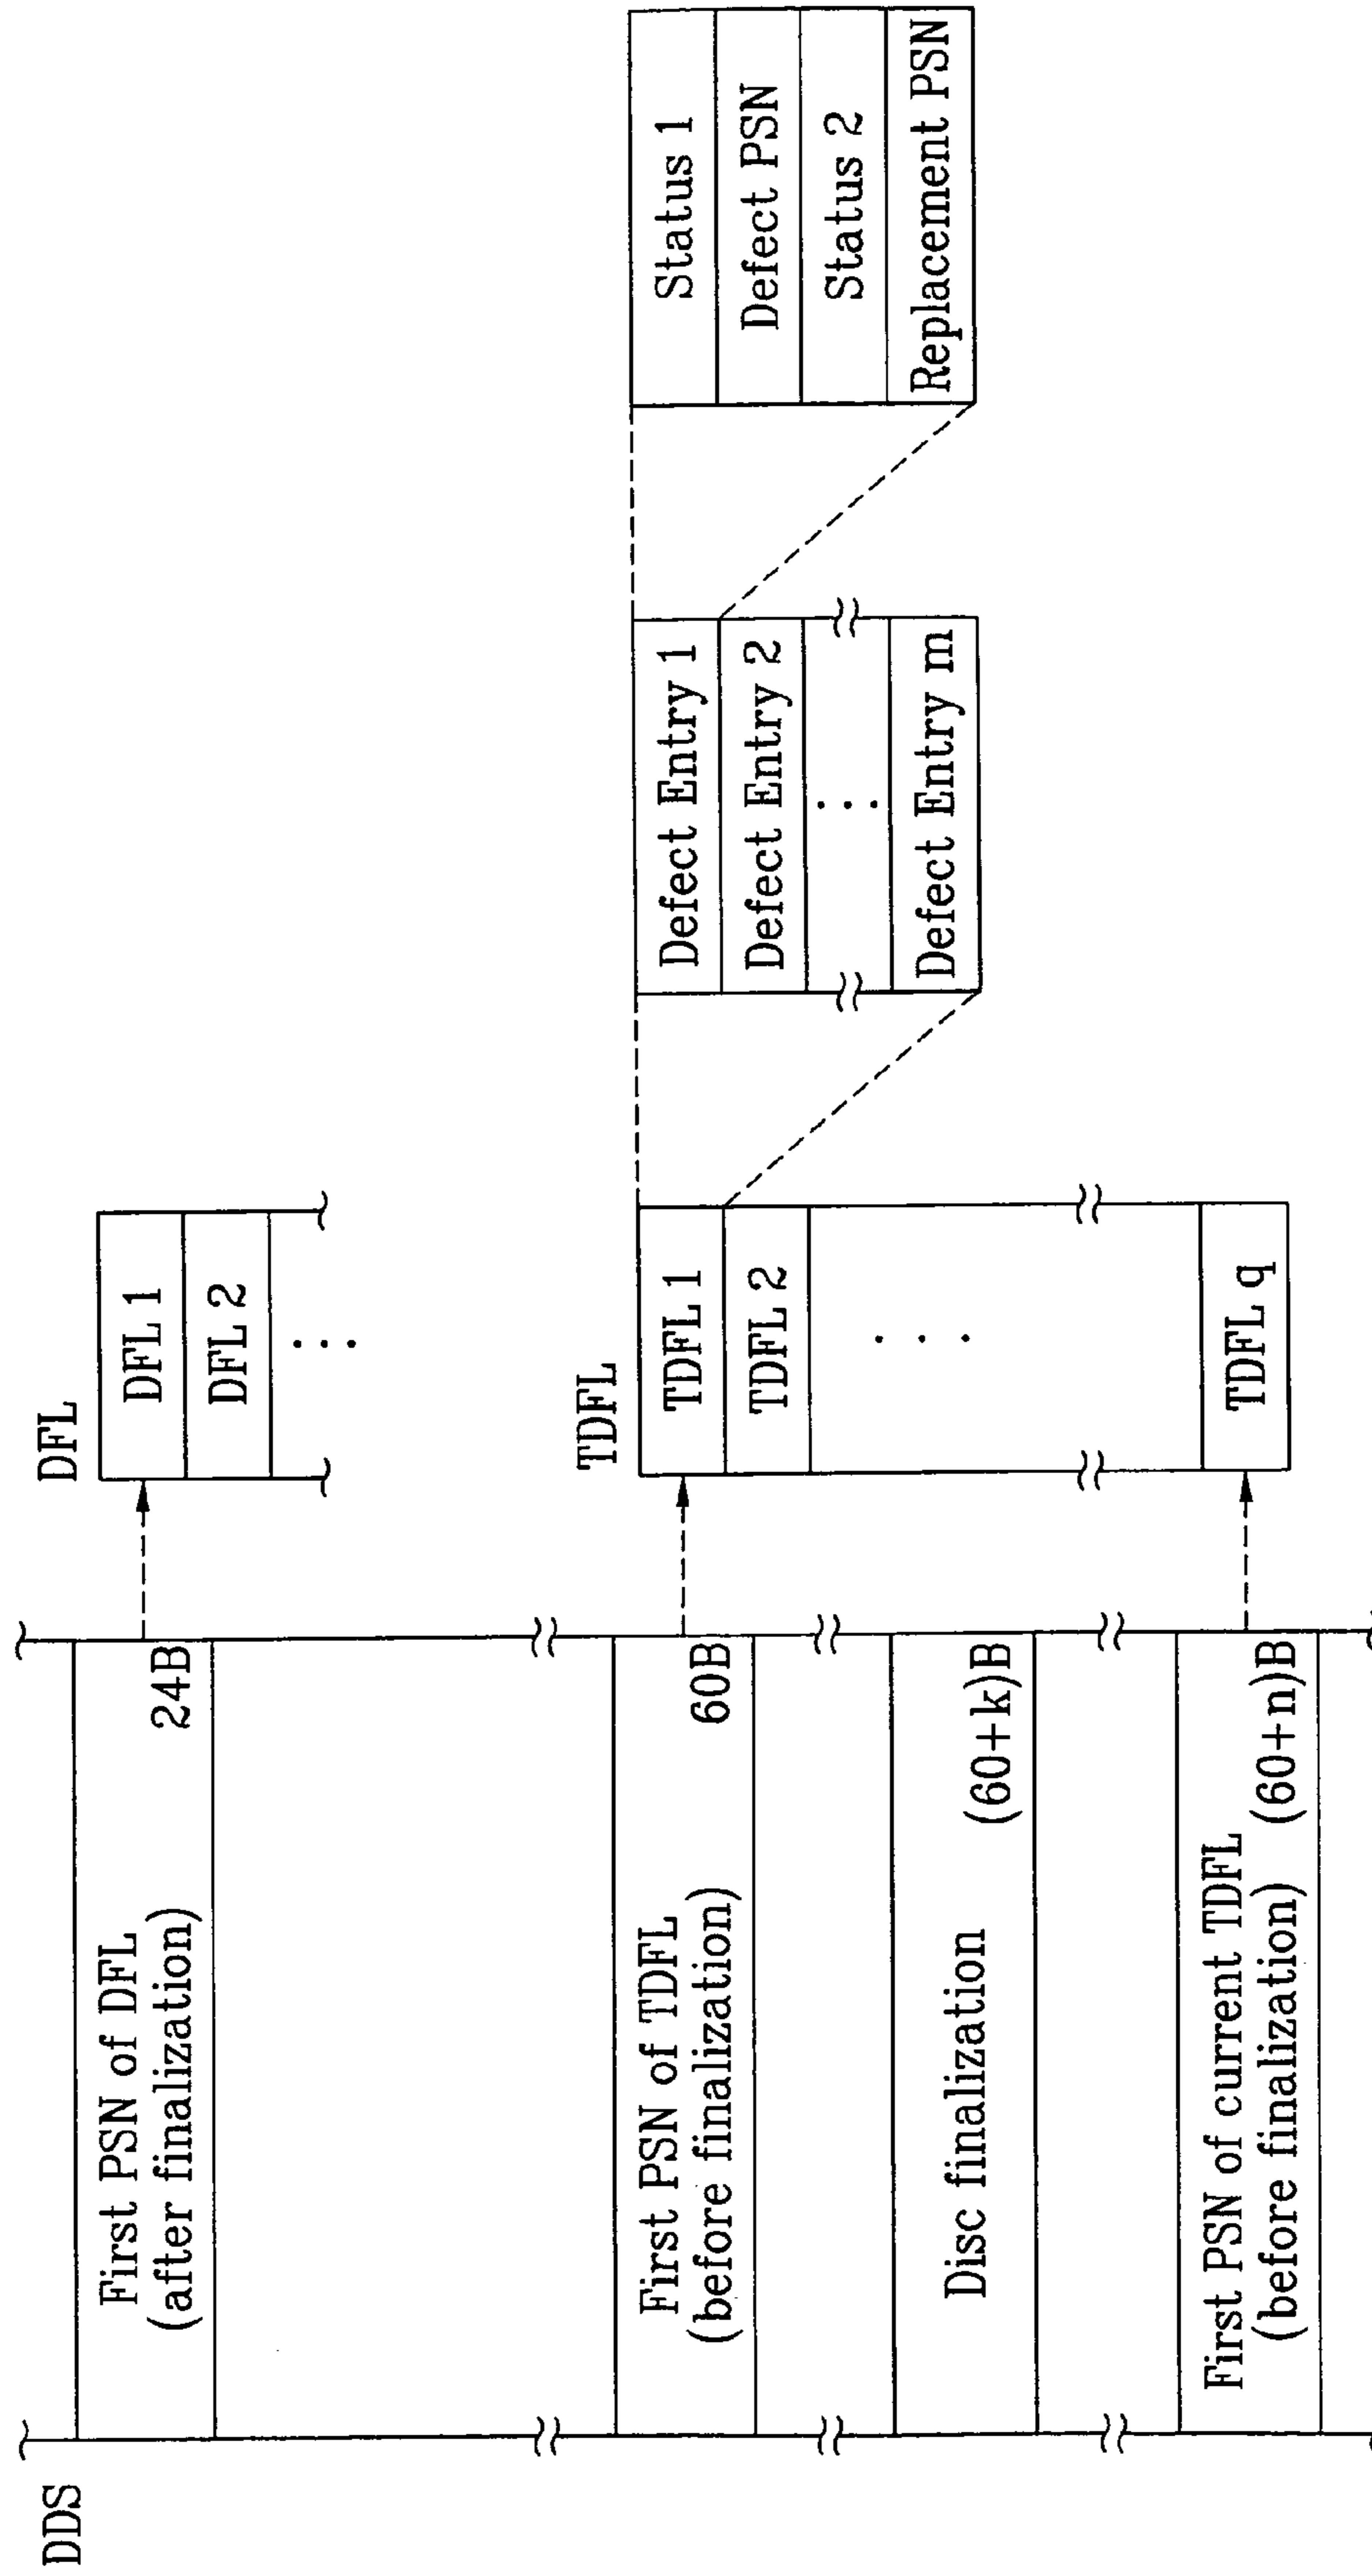 DDS
First PSN of DFL
(after finalization)
24B
First PSN of TDFL
(before finalization)
60B
Disc finalization
(60+k)B
First PSN of current TDFL
(before finalization)
(60+n)B
DFL
DFL 1
DFL 2
...
TDFL
TDFL 1
TDFL 2
...
TDFL q
Defect Entry 1
Defect Entry 2
...
Defect Entry m
Status 1
Defect PSN
Status 2
Replacement PSN